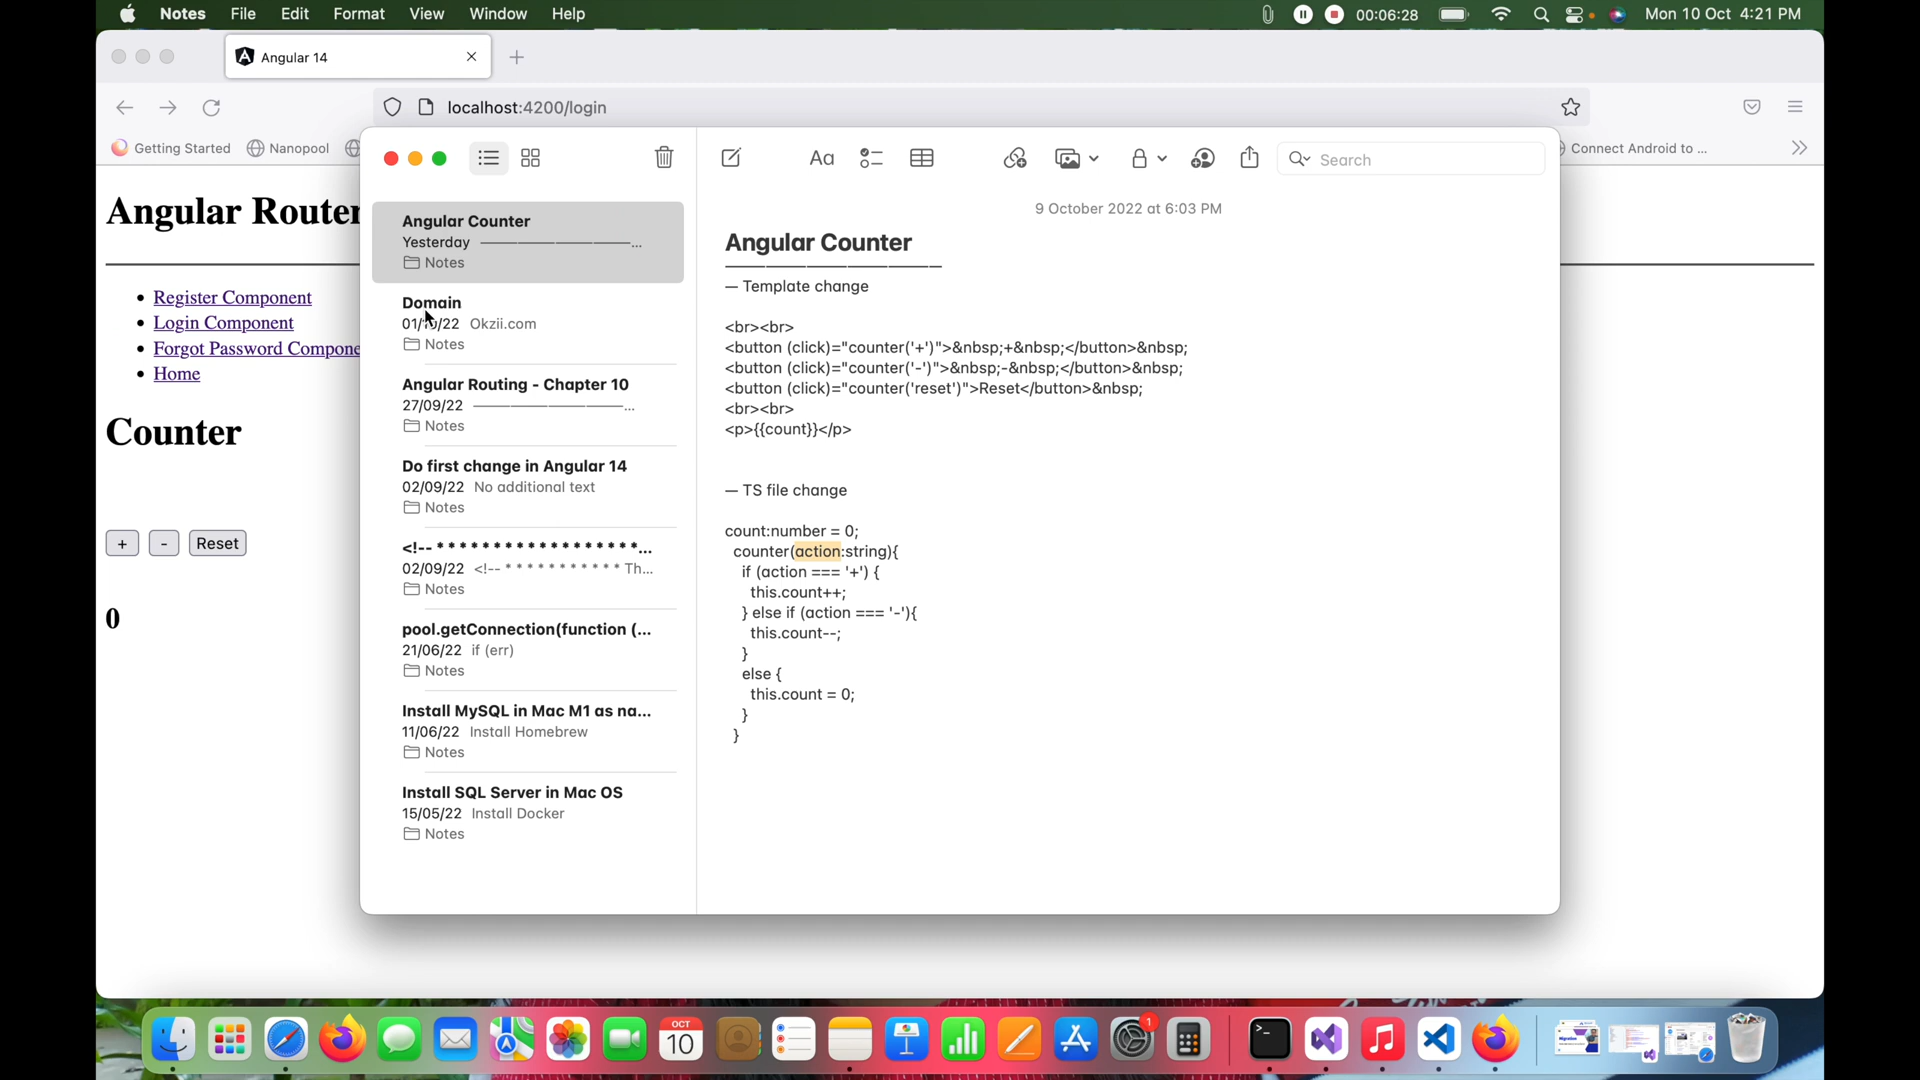 Notes File Edit Format View Window Help 00:06:28 Mon 10 Oct 4:21 PM
Angular 14
localhost:4200/login
Getting Started Nanopool Connect Android to ...
Angular Router
Register Component
Login Component
Forgot Password Compone
Home
Counter
+ - Reset
0
Aa Search
Angular Counter
Yesterday ————————————...
Notes
Domain
01/10/22 Okzii.com
Notes
Angular Routing - Chapter 10
27/09/22 ————————————...
Notes
Do first change in Angular 14
02/09/22 No additional text
Notes
<!-- * * * * * * * * * * * * * * * * * *...
02/09/22 <!-- * * * * * * * * * * * Th...
Notes
pool.getConnection(function (...
21/06/22 if (err)
Notes
Install MySQL in Mac M1 as na...
11/06/22 Install Homebrew
Notes
Install SQL Server in Mac OS
15/05/22 Install Docker
Notes
9 October 2022 at 6:03 PM
Angular Counter
————————————————
— Template change
<br><br>
<button (click)="counter('+')">&nbsp;+&nbsp;</button>&nbsp;
<button (click)="counter('-')">&nbsp;-&nbsp;</button>&nbsp;
<button (click)="counter('reset')">Reset</button>&nbsp;
<br><br>
<p>{{count}}</p>
— TS file change
count:number = 0;
counter(action:string){
if (action === '+') {
this.count++;
} else if (action === '-'){
this.count--;
}
else {
this.count = 0;
}
}
OCT
10
1